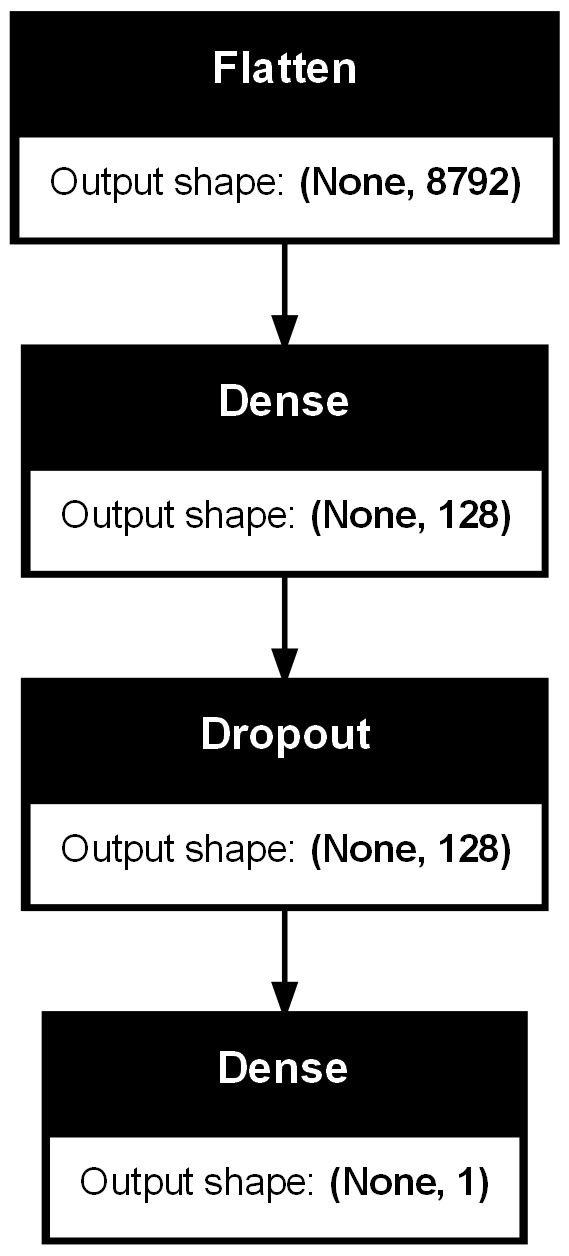 Flatten
Output shape: (None, 8792)
Dense
Output shape: (None, 128)
Dropout
Output shape: (None, 128)
Dense
Output shape: (None, 1)